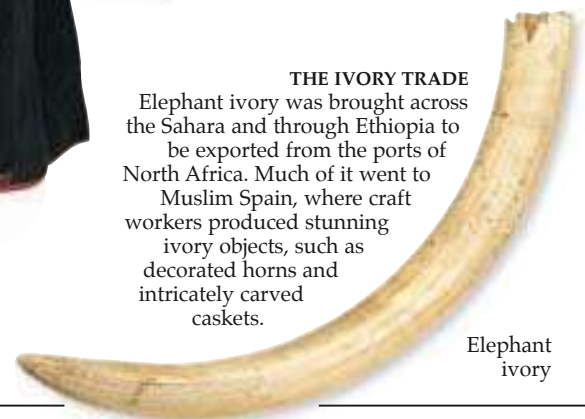 THE IVORY TRADE
Elephant ivory was brought across
the Sahara and through Ethiopia to
be exported from the ports of
North Africa. Much of it went to
Muslim Spain, where craft
workers produced stunning
ivory objects, such as
decorated horns and
intricately carved
caskets.
Elephant
ivory